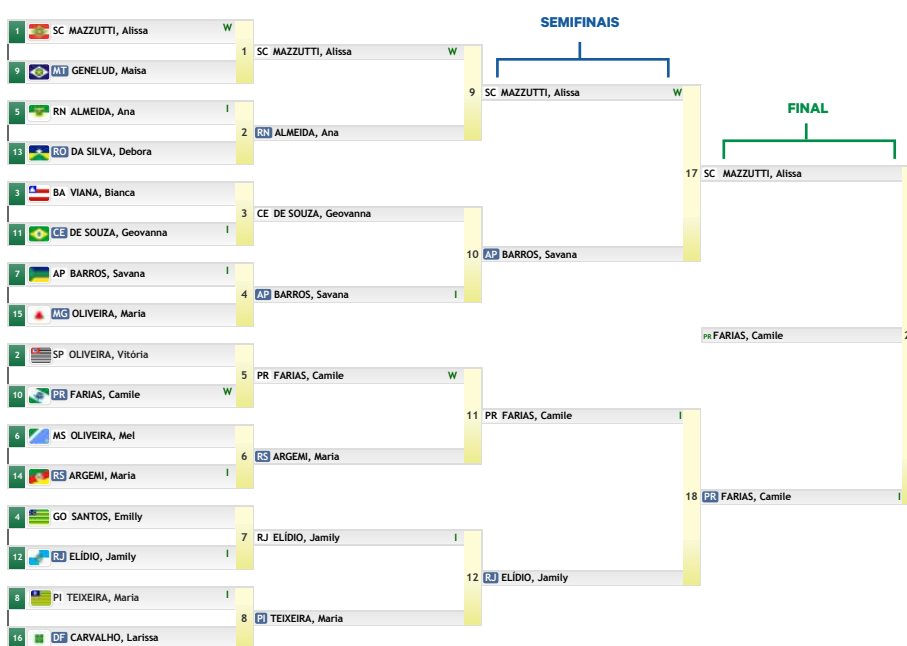 SEMIFINAIS
FINAL
1 SC MAZZUTTI, Alissa W
1 SC MAZZUTTI, Alissa W
9 MT GENELUD, Maisa
9 SC MAZZUTTI, Alissa W
5 RN ALMEIDA, Ana I
2 RN ALMEIDA, Ana
13 RO DA SILVA, Debora
17 SC MAZZUTTI, Alissa
3 BA VIANA, Bianca
3 CE DE SOUZA, Geovanna
11 CE DE SOUZA, Geovanna I
10 AP BARROS, Savana
7 AP BARROS, Savana I
4 AP BARROS, Savana I
15 MG OLIVEIRA, Maria
PR FARIAS, Camile
2 SP OLIVEIRA, Vitória
5 PR FARIAS, Camile W
10 PR FARIAS, Camile W
11 PR FARIAS, Camile I
6 MS OLIVEIRA, Mel
6 RS ARGEMI, Maria
14 RS ARGEMI, Maria I
18 PR FARIAS, Camile I
4 GO SANTOS, Emilly
7 RJ ELÍDIO, Jamily I
12 RJ ELÍDIO, Jamily I
12 RJ ELÍDIO, Jamily
8 PI TEIXEIRA, Maria I
8 PI TEIXEIRA, Maria
16 DF CARVALHO, Larissa